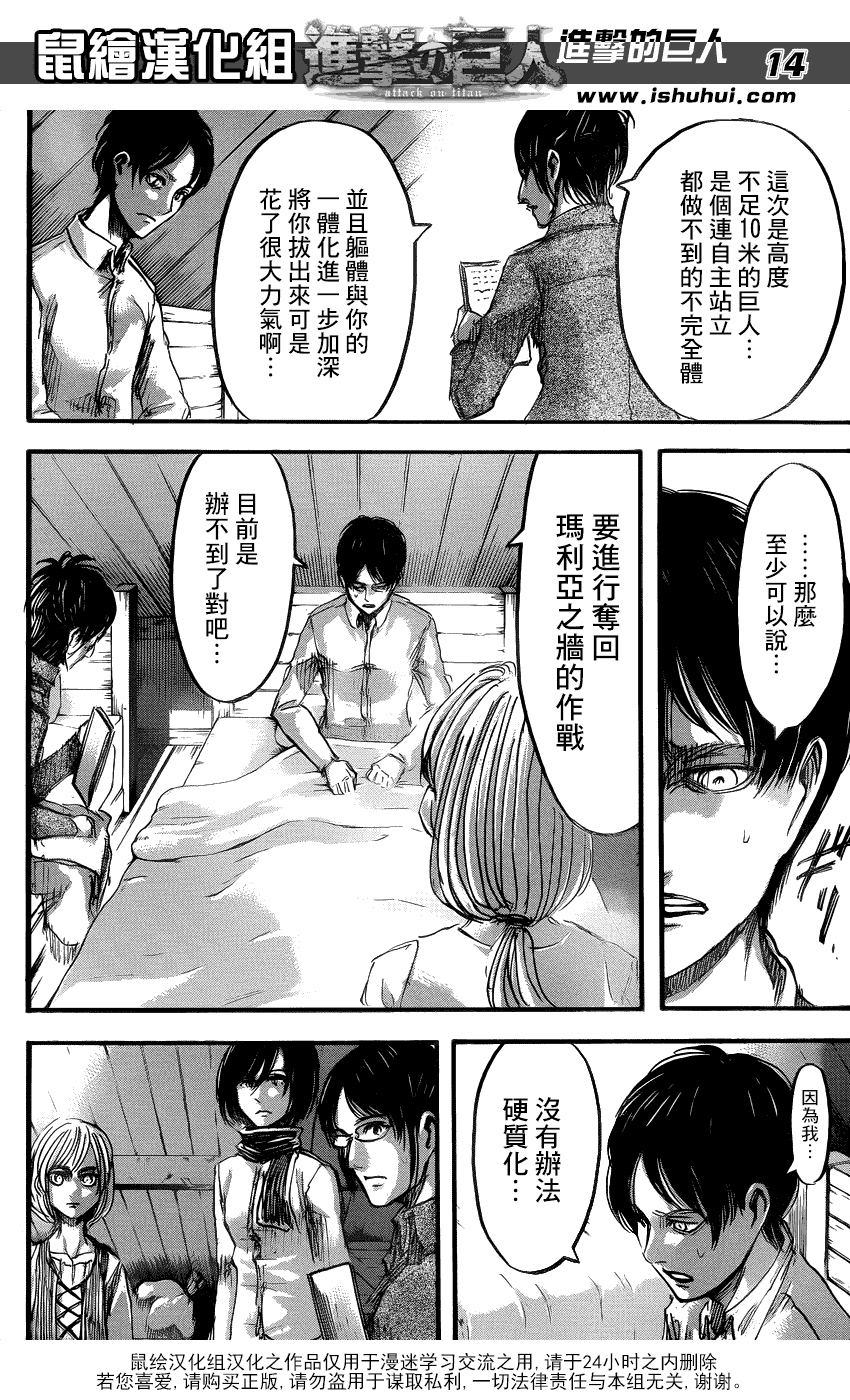 鼠繪漢化組
進撃の巨人
attack on titan
進擊的巨人
14
www.ishuhui.com
這次是高度
不足10米的巨人…
是個連自主站立
都做不到的不完全體
並且軀體與你的
一體化進一步加深
將你拔出來可是
花了很大力氣啊…
……那麼
至少可以說…
要進行奪回
瑪利亞之牆的作戰
目前是
辦不到了對吧…
因為我…
沒有辦法
硬質化…
鼠绘汉化组汉化之作品仅用于漫迷学习交流之用,请于24小时之内删除
若您喜爱,请购买正版,请勿盗用于谋取私利,一切法律责任与本组无关,谢谢。